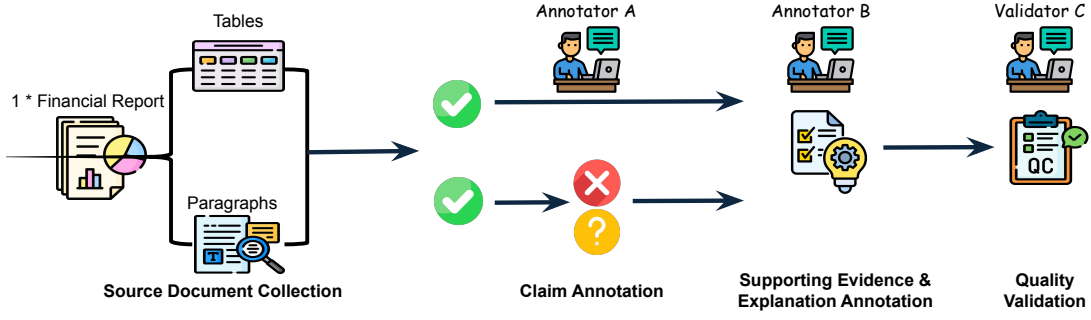 Tables
1 * Financial Report
Paragraphs
T
Source Document Collection
Annotator A
?
Claim Annotation
Annotator B
Supporting Evidence &
Explanation Annotation
Validator C
QC
Quality
Validation